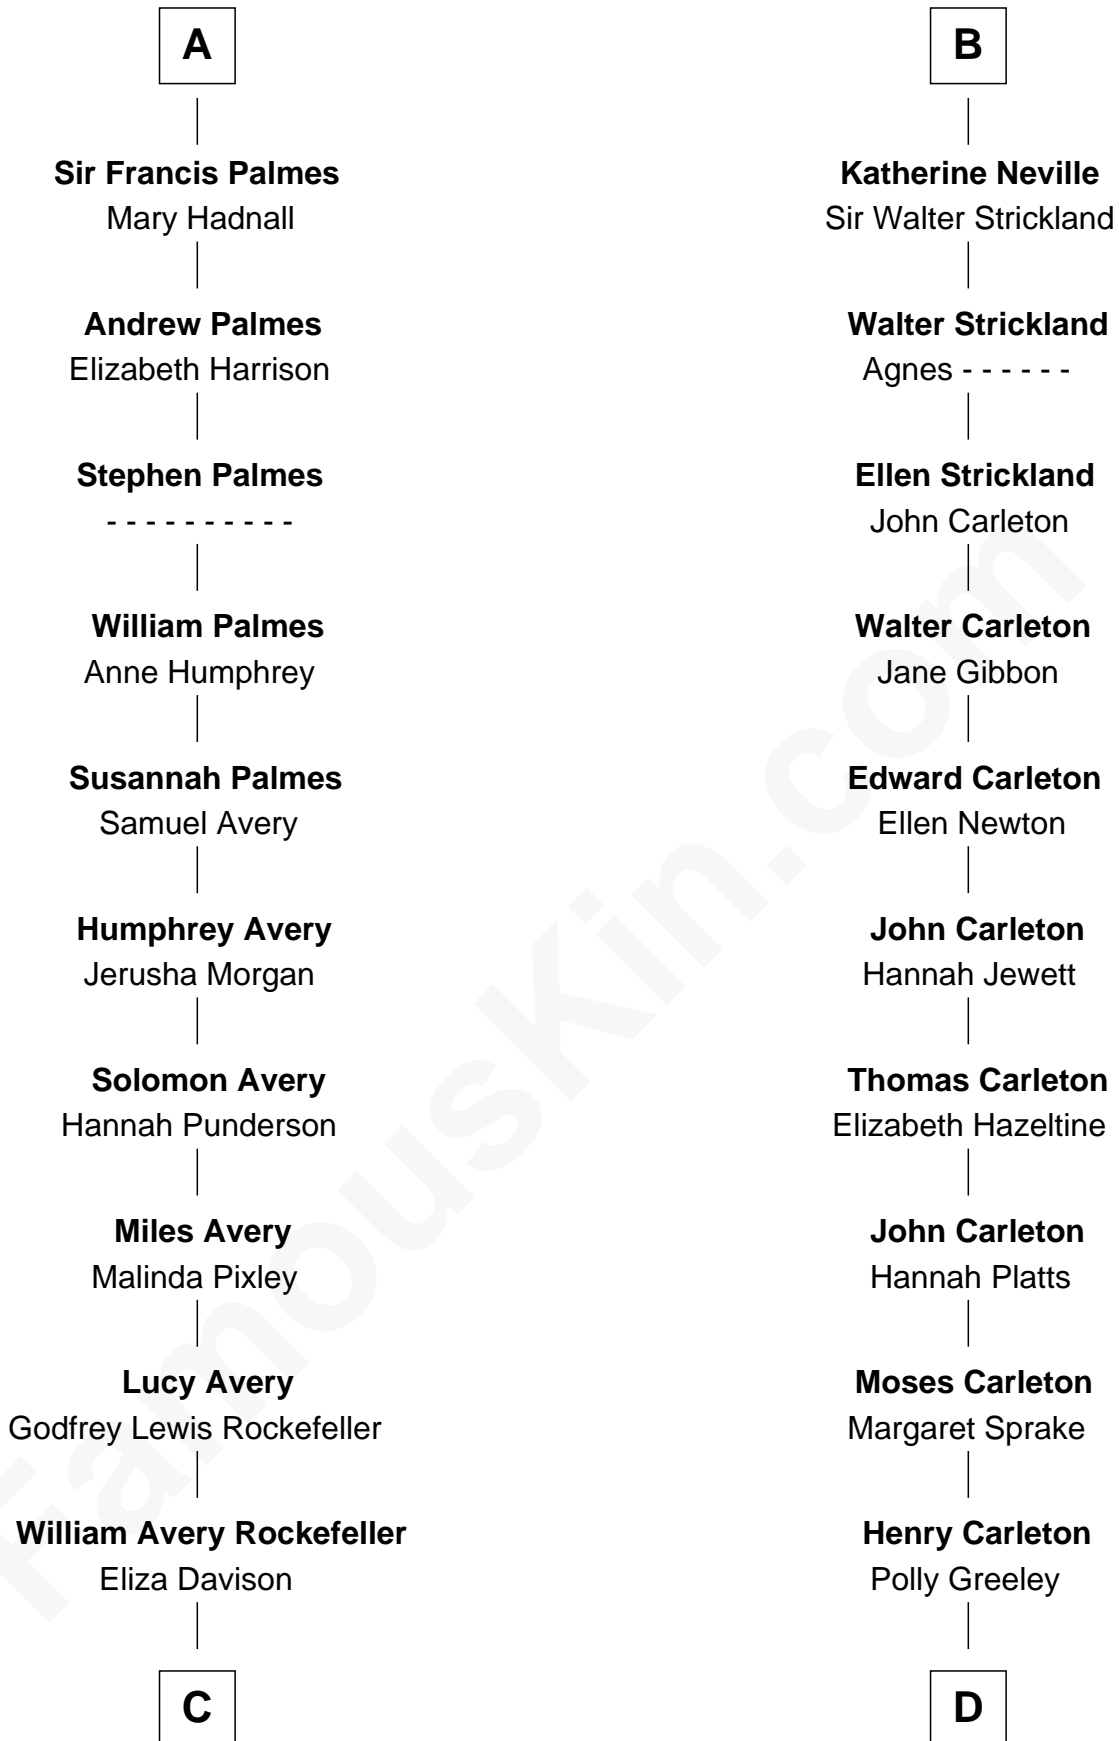 A
Sir Francis Palmes
Mary Hadnall
Andrew Palmes
Elizabeth Harrison
Stephen Palmes
- - - - - - - - - -
William Palmes
Anne Humphrey
Susannah Palmes
Samuel Avery
Humphrey Avery
Jerusha Morgan
Solomon Avery
Hannah Punderson
Miles Avery
Malinda Pixley
Lucy Avery
Godfrey Lewis Rockefeller
William Avery Rockefeller
Eliza Davison
C
B
Katherine Neville
Sir Walter Strickland
Walter Strickland
Agnes - - - - - -
Ellen Strickland
John Carleton
Walter Carleton
Jane Gibbon
Edward Carleton
Ellen Newton
John Carleton
Hannah Jewett
Thomas Carleton
Elizabeth Hazeltine
John Carleton
Hannah Platts
Moses Carleton
Margaret Sprake
Henry Carleton
Polly Greeley
D
FamousKin.com